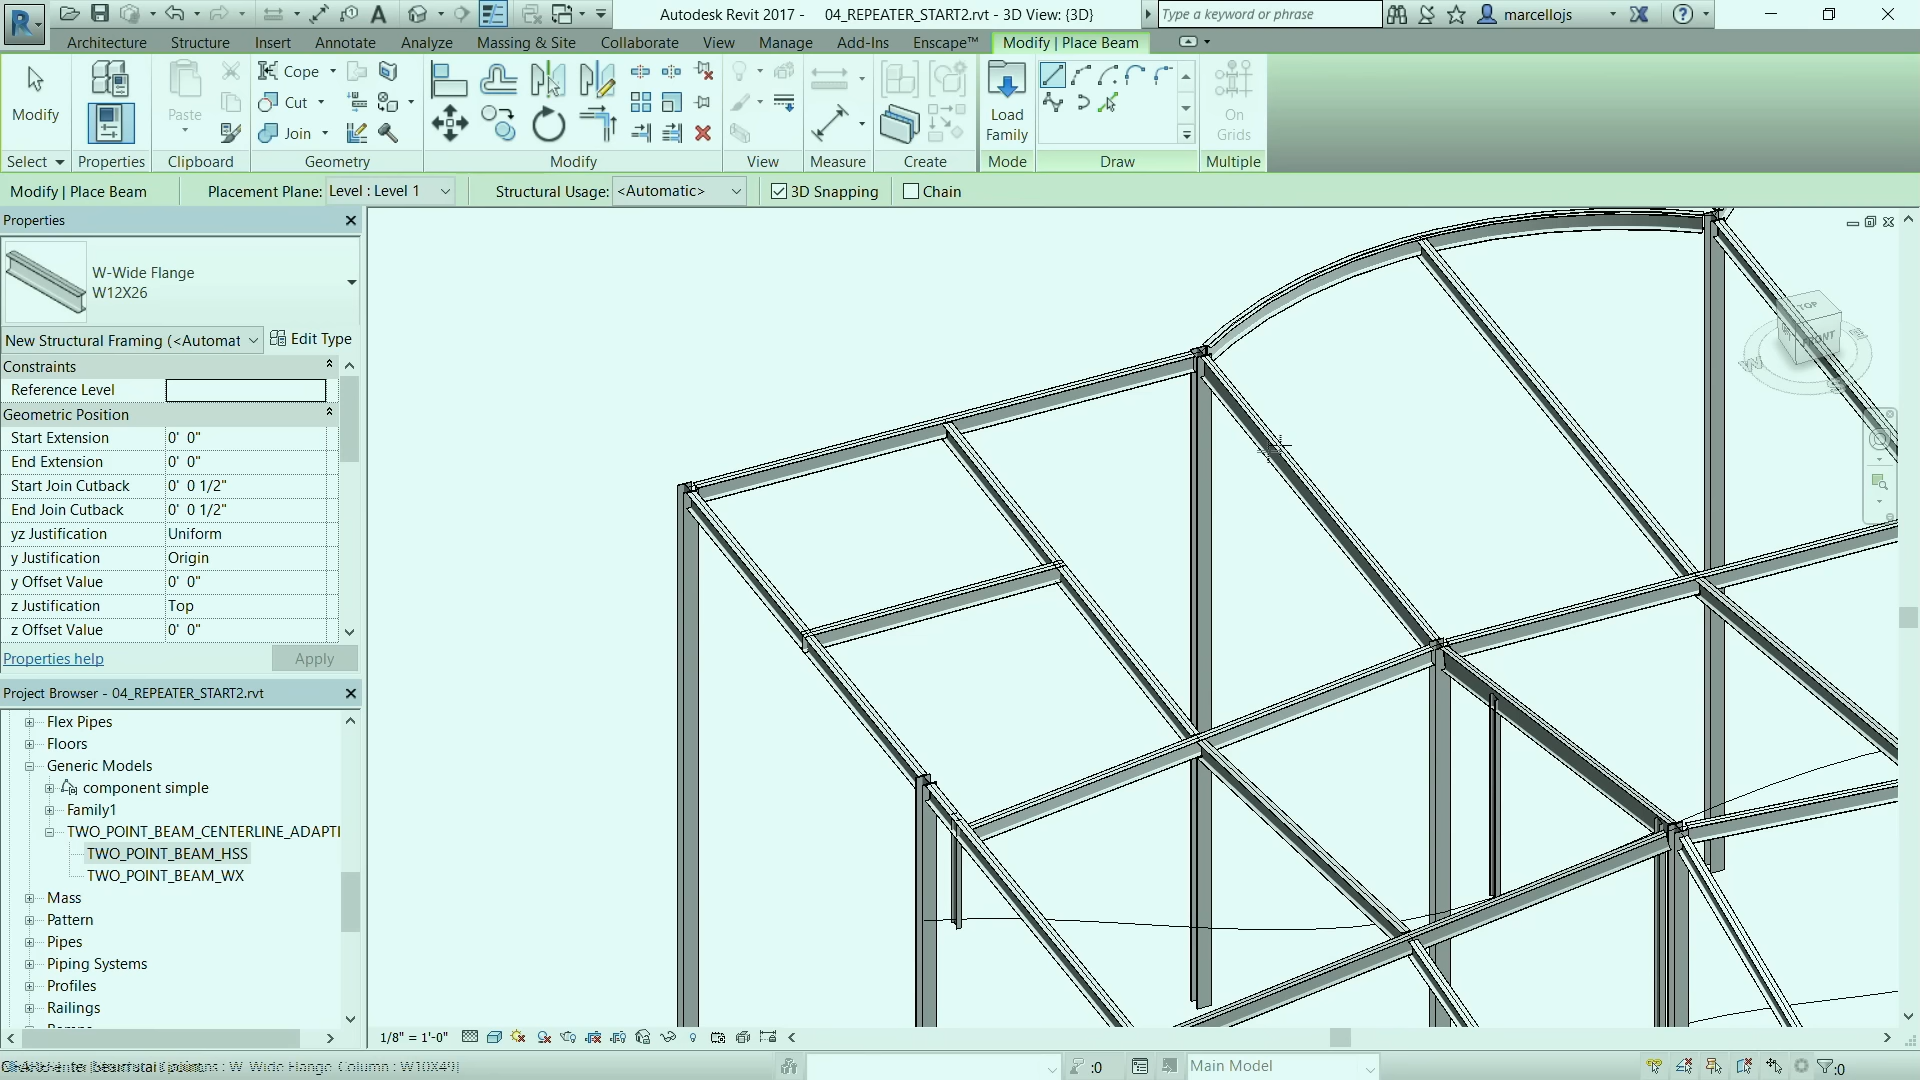 Autodesk Revit 2017 - 04_REPEATER_START2.rvt - 3D View: {3D}
Type a keyword or phrase
marcellojs
Architecture Structure Insert Annotate Analyze Massing & Site Collaborate View Manage Add-Ins Enscape™ Modify | Place Beam
Modify
Paste
Cope
Cut
Join
Load
Family
On
Grids
Select Properties Clipboard Geometry Modify View Measure Create Mode Draw Multiple
Modify | Place Beam Placement Plane: Level : Level 1 Structural Usage: <Automatic> 3D Snapping Chain
Properties
W-Wide Flange
W12X26
New Structural Framing (<Automat Edit Type
Constraints
Reference Level
Geometric Position
Start Extension 0' 0"
End Extension 0' 0"
Start Join Cutback 0' 0 1/2"
End Join Cutback 0' 0 1/2"
yz Justification Uniform
y Justification Origin
y Offset Value 0' 0"
z Justification Top
z Offset Value 0' 0"
Properties help Apply
Project Browser - 04_REPEATER_START2.rvt
Flex Pipes
Floors
Generic Models
component simple
Family1
TWO_POINT_BEAM_CENTERLINE_ADAPTI
TWO_POINT_BEAM_HSS
TWO_POINT_BEAM_WX
Mass
Pattern
Pipes
Piping Systems
Profiles
Railings
TOP
FRONT
W
1/8" = 1'-0"
:0
Main Model
:0